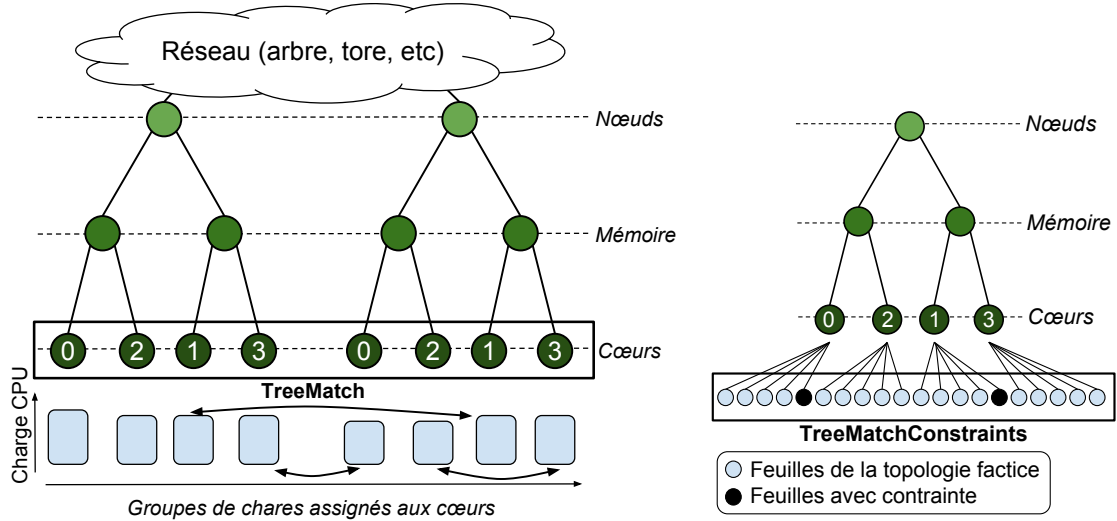 Réseau (arbre, tore, etc)
Nœuds
Mémoire
0 2 1 3 0 2 1 3 Cœurs
TreeMatch
Charge CPU
Groupes de chares assignés aux cœurs
Nœuds
Mémoire
0 2 1 3 Cœurs
TreeMatchConstraints
Feuilles de la topologie factice
Feuilles avec contrainte